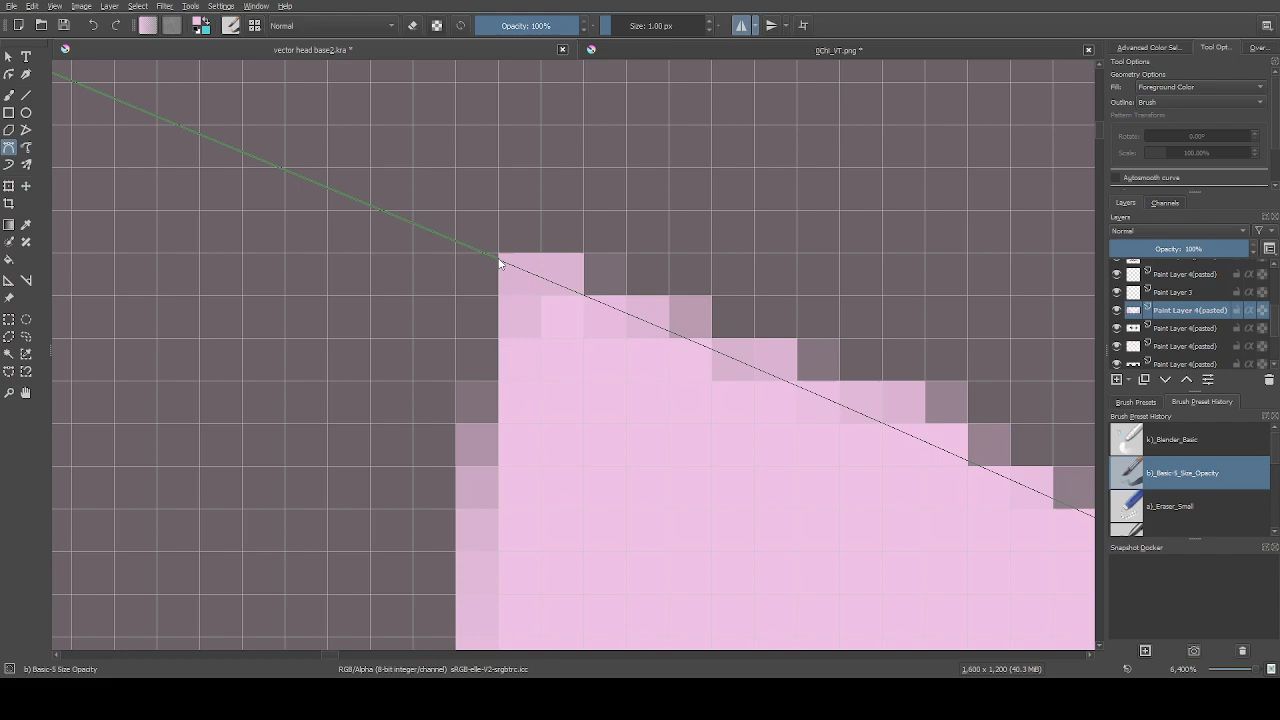 File Edit View Image Layer Select Filter Tools Settings Window Help
Normal Opacity: 100% Size: 1.00 px
vector head base2.kra *
0Chi_VT.png *
Advanced Color Sel... Tool Opt... Over...
Tool Options
Geometry Options
Fill: Foreground Color
Outline: Brush
Pattern Transform
Rotate: 0.00°
Scale: 100.00%
Autosmooth curve
Layers Channels
Layers
Normal
Opacity: 100%
Paint Layer 4(pasted)
Paint Layer 3
Paint Layer 4(pasted)
Paint Layer 4(pasted)
Paint Layer 4(pasted)
Paint Layer 4(pasted)
Brush Presets Brush Preset History
Brush Preset History
k)_Blender_Basic
b)_Basic-5_Size_Opacity
a)_Eraser_Small
Snapshot Docker
b) Basic-5 Size Opacity
RGB/Alpha (8-bit integer/channel) sRGB-elle-V2-srgbtrc.icc
1,600 x 1,200 (40.3 MiB)
6,400%